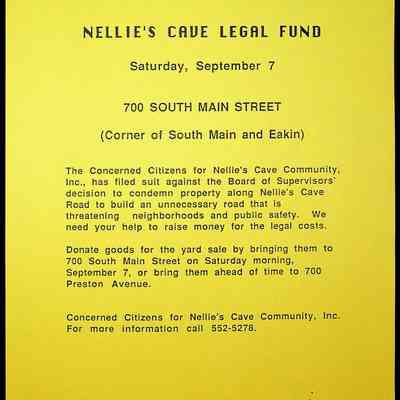 NELLIE'S CAVE LEGAL FUND
Saturday, September 7
700 SOUTH MAIN STREET
(Corner of South Main and Eakin)
The Concerned Citizens for Nellie's Cave Community,
Inc., has filed suit against the Board of Supervisors'
decision to condemn property along Nellie's Cave
Road to build an unnecessary road that is
threatening neighborhoods and public safety. We
need your help to raise money for the legal costs.
Donate goods for the yard sale by bringing them to
700 South Main Street on Saturday morning,
September 7, or bring them ahead of time to 700
Preston Avenue.
Concerned Citizens for Nellie's Cave Community, Inc.
For more information call 552-5278.